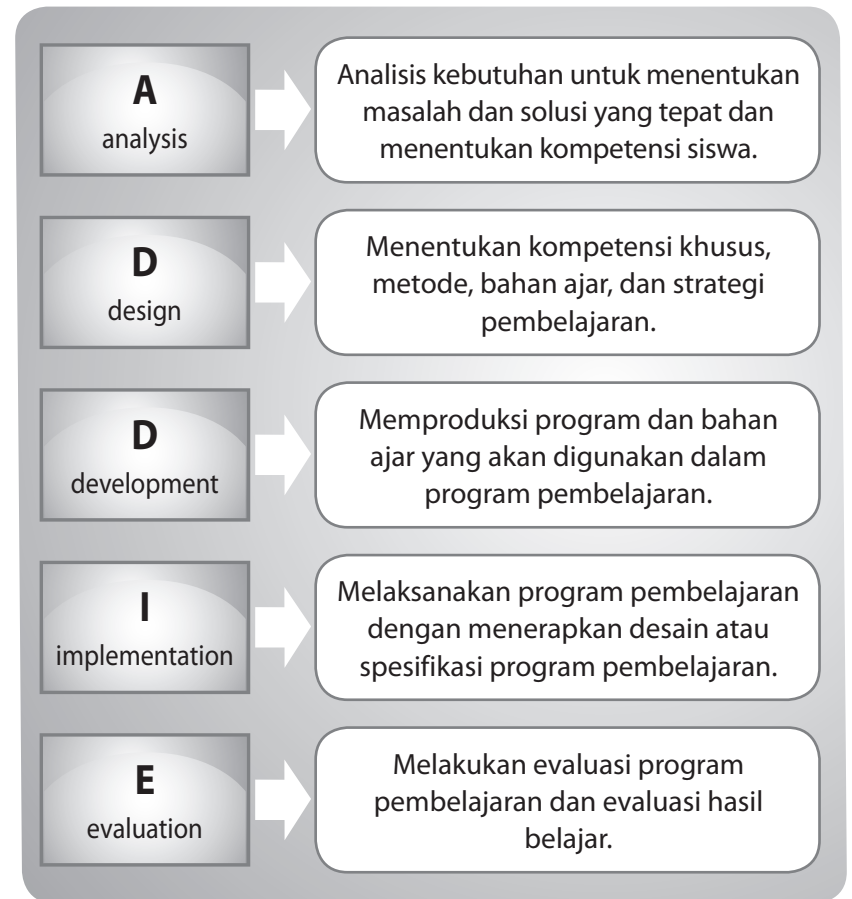 A
analysis
Analisis kebutuhan untuk menentukan
masalah dan solusi yang tepat dan
menentukan kompetensi siswa.
D
design
Menentukan kompetensi khusus,
metode, bahan ajar, dan strategi
pembelajaran.
D
development
Memproduksi program dan bahan
ajar yang akan digunakan dalam
program pembelajaran.
I
implementation
Melaksanakan program pembelajaran
dengan menerapkan desain atau
spesifikasi program pembelajaran.
E
evaluation
Melakukan evaluasi program
pembelajaran dan evaluasi hasil
belajar.